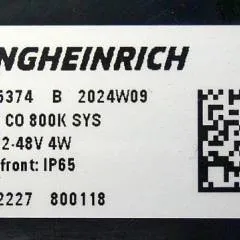 NGHEINRICH
5374 B 2024W09
CO 800K SYS
2-48V 4W
front: IP65
2227 800118